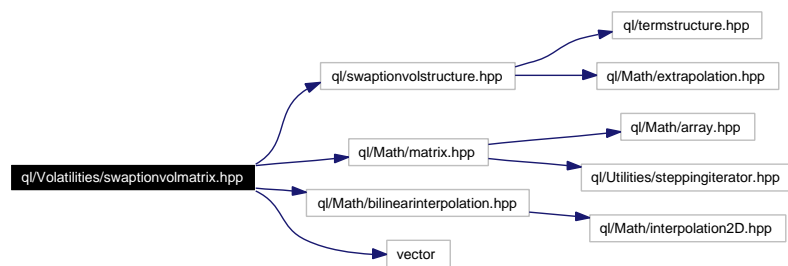 ql/termstructure.hpp
ql/swaptionvolstructure.hpp
ql/Math/extrapolation.hpp
ql/Math/array.hpp
ql/Math/matrix.hpp
ql/Volatilities/swaptionvolmatrix.hpp
ql/Utilities/steppingiterator.hpp
ql/Math/bilinearinterpolation.hpp
ql/Math/interpolation2D.hpp
vector